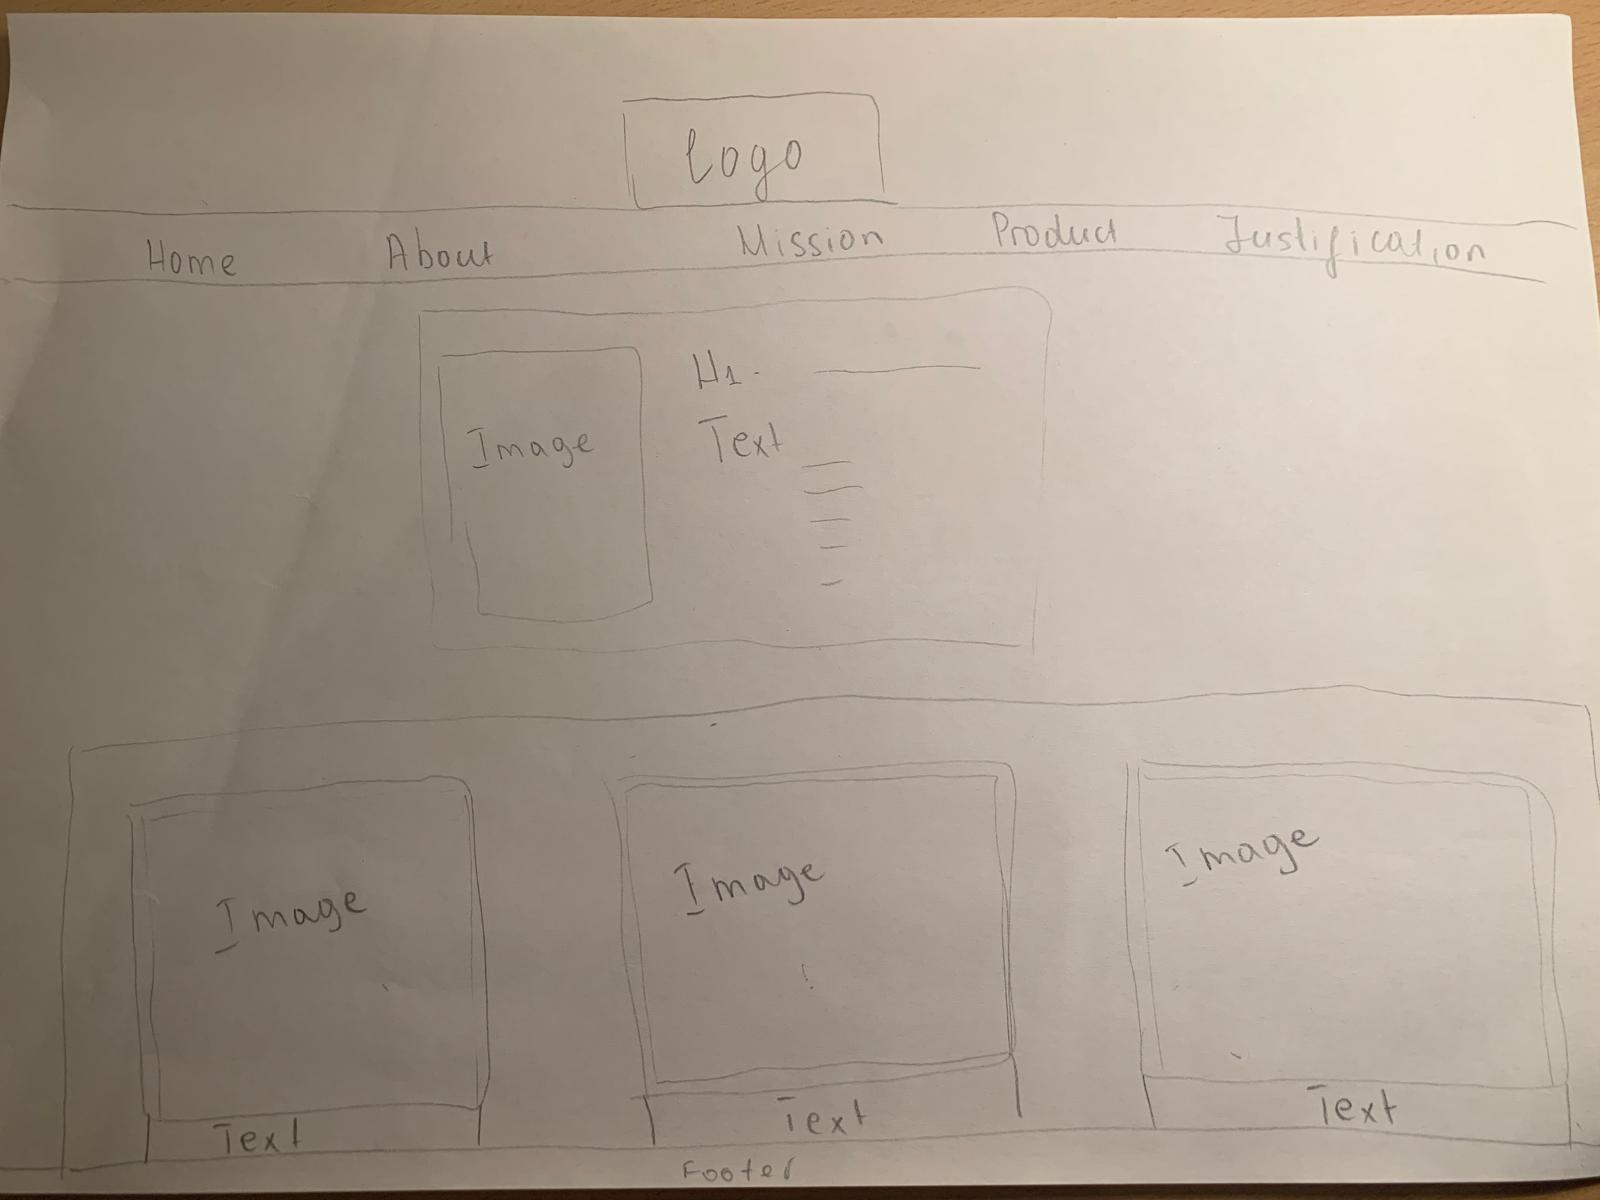 Logo
Home About Mission Product Justification
H1.
Image Text
Image Image Image
Text Text Text
Footer